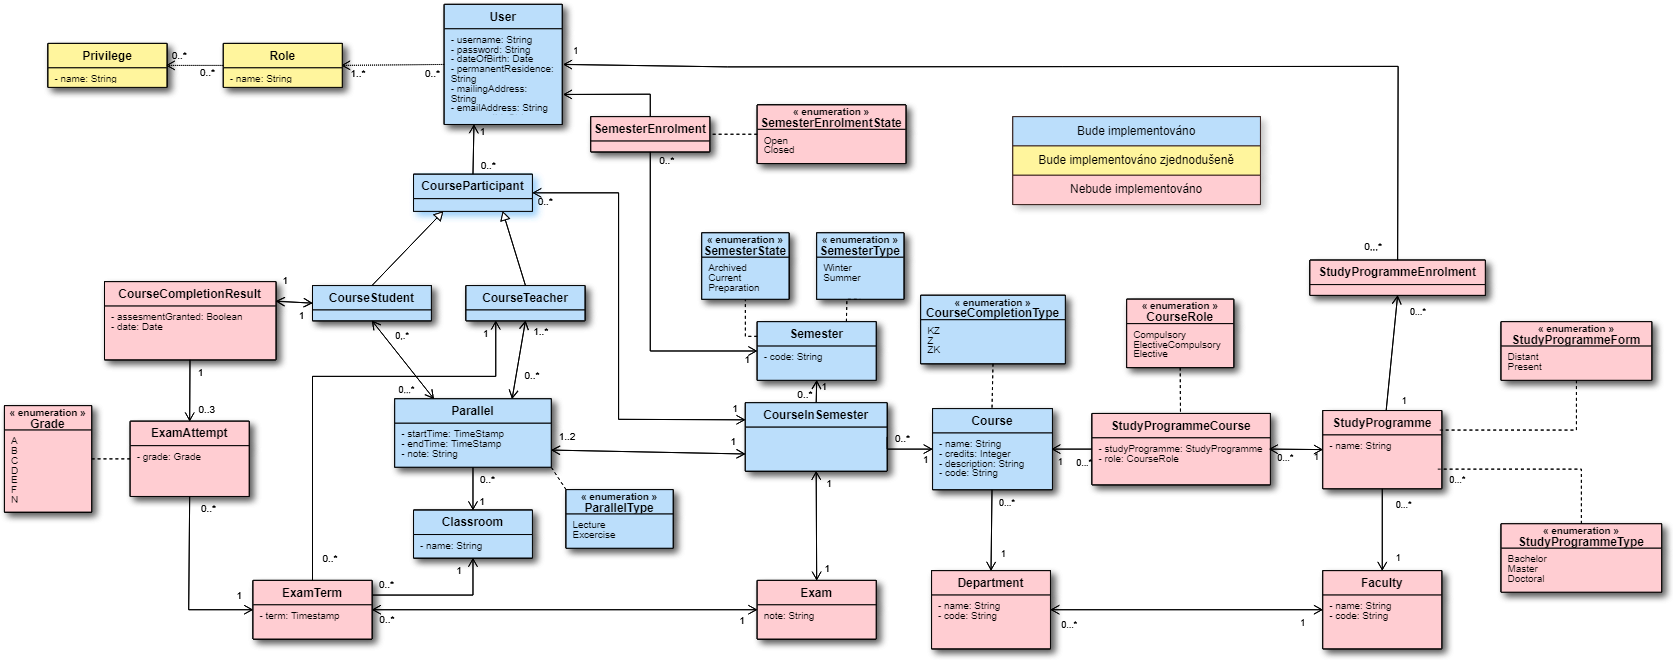 User
- username: String
- password: String
- dateOfBirth: Date
- permanentResidence:
String
- mailingAddress:
String
- emailAddress: String
Privilege
- name: String
Role
- name: String
0..*
0..*
1..*
0..*
1
1
0..*
SemesterEnrolment
0..*
« enumeration »
SemesterEnrolmentState
Open
Closed
Bude implementováno
Bude implementováno zjednodušeně
Nebude implementováno
CourseParticipant
0..*
« enumeration »
SemesterState
Archived
Current
Preparation
« enumeration »
SemesterType
Winter
Summer
0...*
StudyProgrammeEnrolment
0...*
CourseCompletionResult
- assesmentGranted: Boolean
- date: Date
1
1
CourseStudent
CourseTeacher
0,.*
1
1..*
0...*
0..*
Semester
- code: String
1
1
0..*
« enumeration »
CourseCompletionType
KZ
Z
ZK
« enumeration »
CourseRole
Compulsory
ElectiveCompulsory
Elective
« enumeration »
StudyProgrammeForm
Distant
Present
1
0..3
« enumeration »
Grade
A
B
C
D
E
F
N
ExamAttempt
- grade: Grade
0..*
Parallel
- startTime: TimeStamp
- endTime: TimeStamp
- note: String
1..2
0..*
1
1
CourseInSemester
1
0..*
1
Course
- name: String
- credits: Integer
- description: String
- code: String
1
0...*
StudyProgrammeCourse
- studyProgramme: StudyProgramme
- role: CourseRole
0...*
1
1
StudyProgramme
- name: String
0...*
0...*
0...*
« enumeration »
ParallelType
Lecture
Excercise
1
Classroom
- name: String
1
« enumeration »
StudyProgrammeType
Bachelor
Master
Doctoral
0..*
0..*
1
ExamTerm
- term: Timestamp
0..*
1
1
Exam
note: String
1
Department
- name: String
- code: String
0...*
1
1
Faculty
- name: String
- code: String